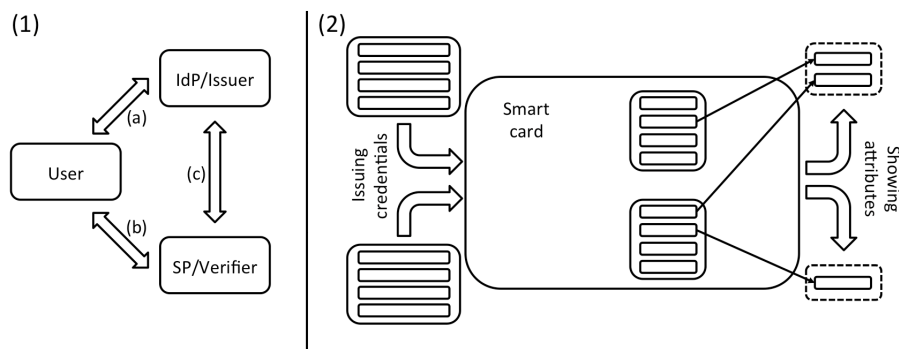 (1)
IdP/Issuer
(a)
User
(c)
(b)
SP/Verifier
(2)
Issuing
credentials
Smart
card
Showing
attributes